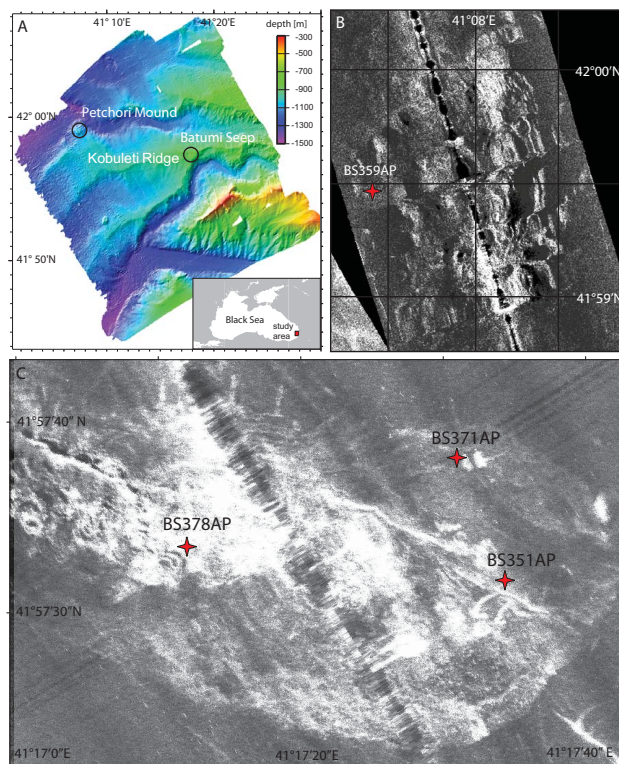 A
41°10'E
41°20'E
depth [m]
-300
-500
-700
-900
-1100
-1300
-1500
42°00'N
Petchori Mound
Batumi Seep
Kobuleti Ridge
41°50'N
Black Sea
study
area
B
41°08'E
42°00'N
BS359AP
41°59'N
C
41°57'40" N
BS371AP
BS378AP
BS351AP
41°57'30"N
41°17'0"E
41°17'20"E
41°17'40"E